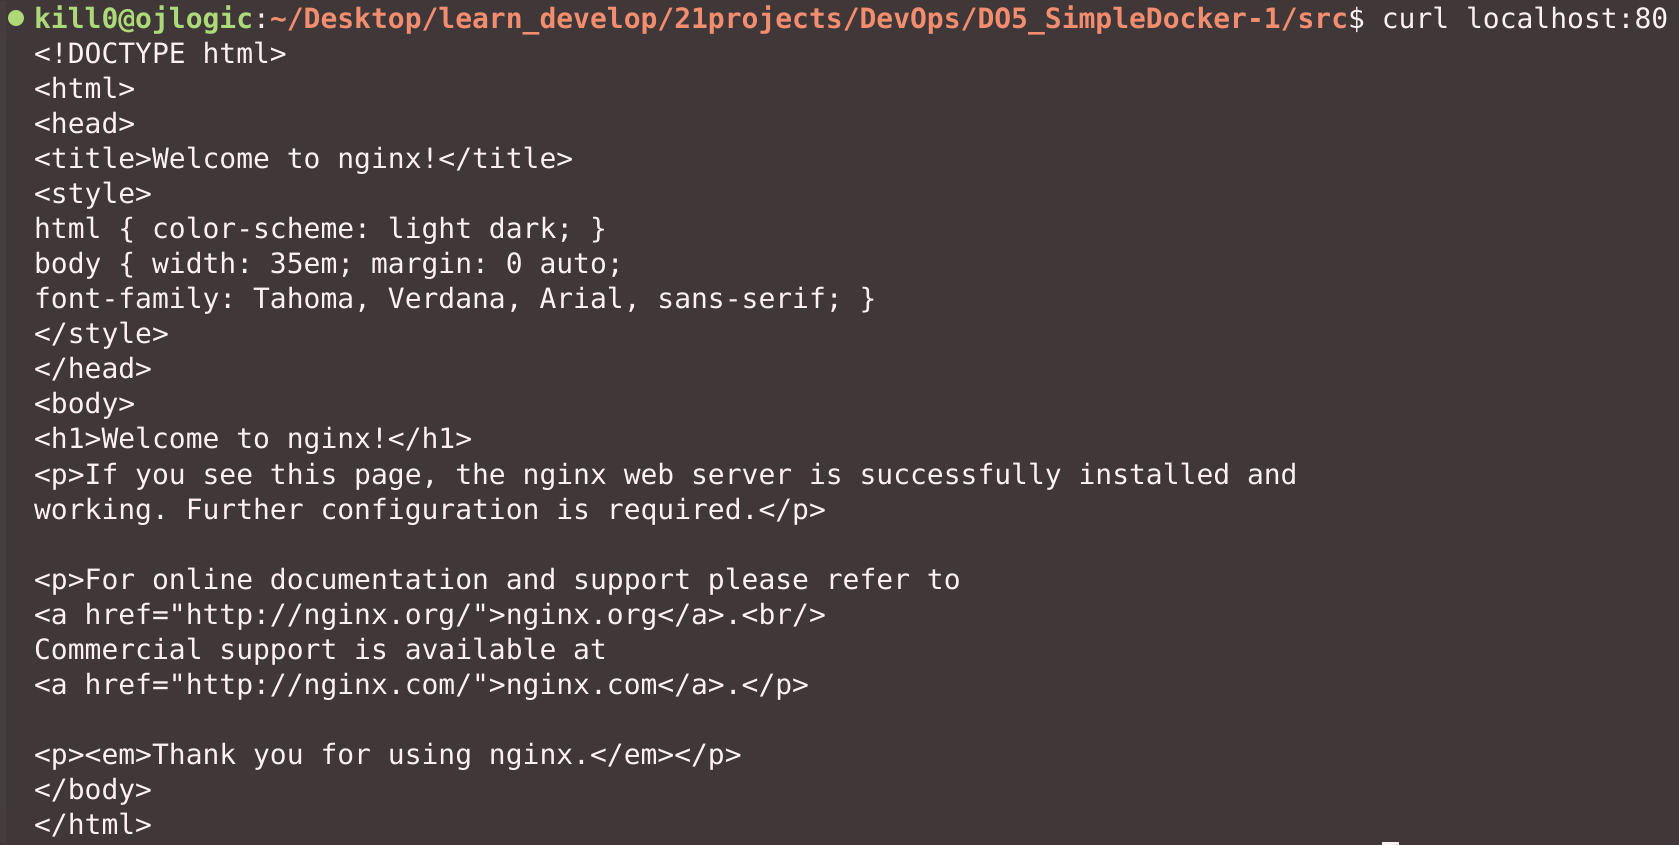 kill0@ojlogic:~/Desktop/learn_develop/21projects/DevOps/DO5_SimpleDocker-1/src$ curl localhost:80
<!DOCTYPE html>
<html>
<head>
<title>Welcome to nginx!</title>
<style>
html { color-scheme: light dark; }
body { width: 35em; margin: 0 auto;
font-family: Tahoma, Verdana, Arial, sans-serif; }
</style>
</head>
<body>
<h1>Welcome to nginx!</h1>
<p>If you see this page, the nginx web server is successfully installed and
working. Further configuration is required.</p>

<p>For online documentation and support please refer to
<a href="http://nginx.org/">nginx.org</a>.<br/>
Commercial support is available at
<a href="http://nginx.com/">nginx.com</a>.</p>

<p><em>Thank you for using nginx.</em></p>
</body>
</html>